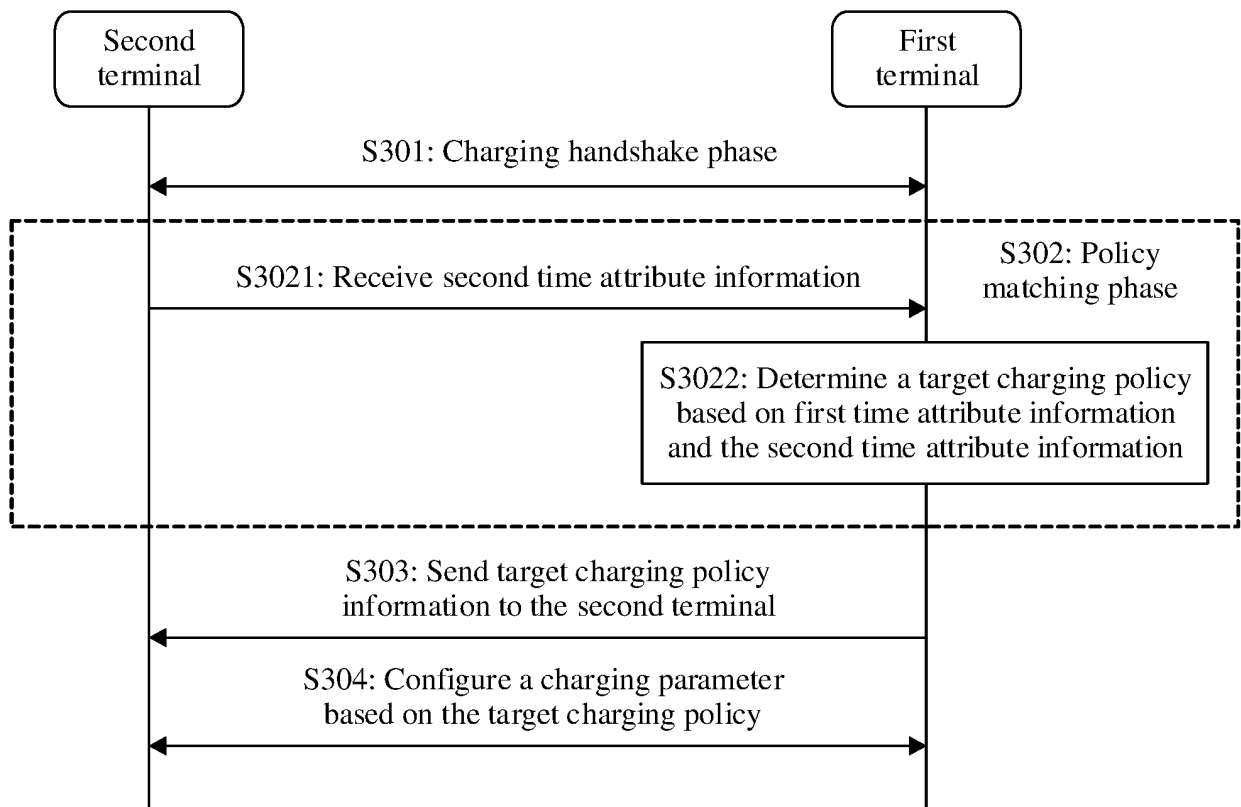 Second
terminal
First
terminal
S301: Charging handshake phase
S302: Policy
matching phase
S3021: Receive second time attribute information
S3022: Determine a target charging policy
based on first time attribute information
and the second time attribute information
S303: Send target charging policy
information to the second terminal
S304: Configure a charging parameter
based on the target charging policy